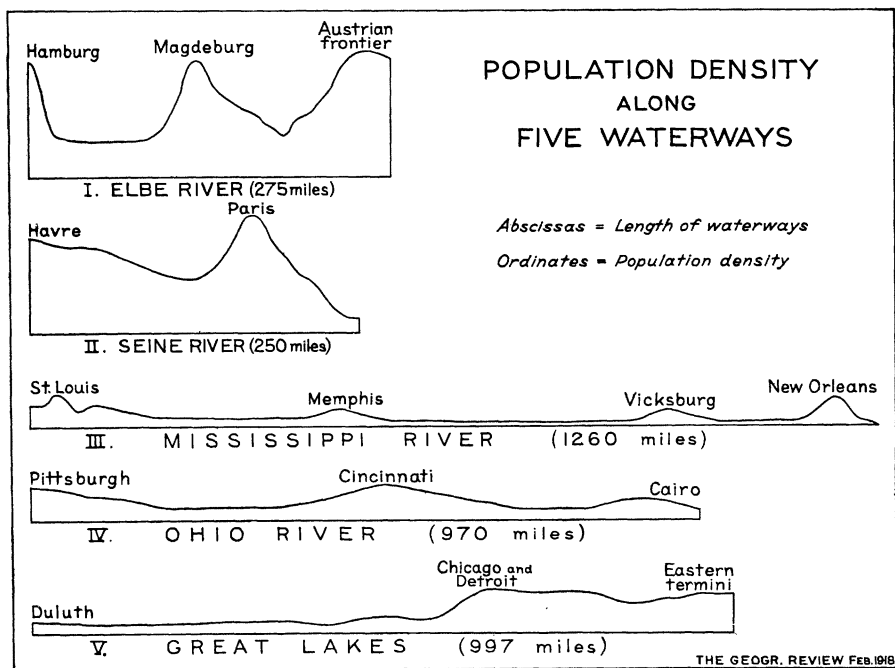 POPULATION DENSITY
ALONG
FIVE WATERWAYS
Abscissas = Length of waterways
Ordinates = Population density
Hamburg
Magdeburg
Austrian
frontier
I. ELBE RIVER (275 miles)
Havre
Paris
II. SEINE RIVER (250 miles)
St. Louis
Memphis
Vicksburg
New Orleans
III. MISSISSIPPI RIVER (1260 miles)
Pittsburgh
Cincinnati
Cairo
IV. OHIO RIVER (970 miles)
Duluth
Chicago and
Detroit
Eastern
termini
V. GREAT LAKES (997 miles)
THE GEOGR. REVIEW FEB. 1918